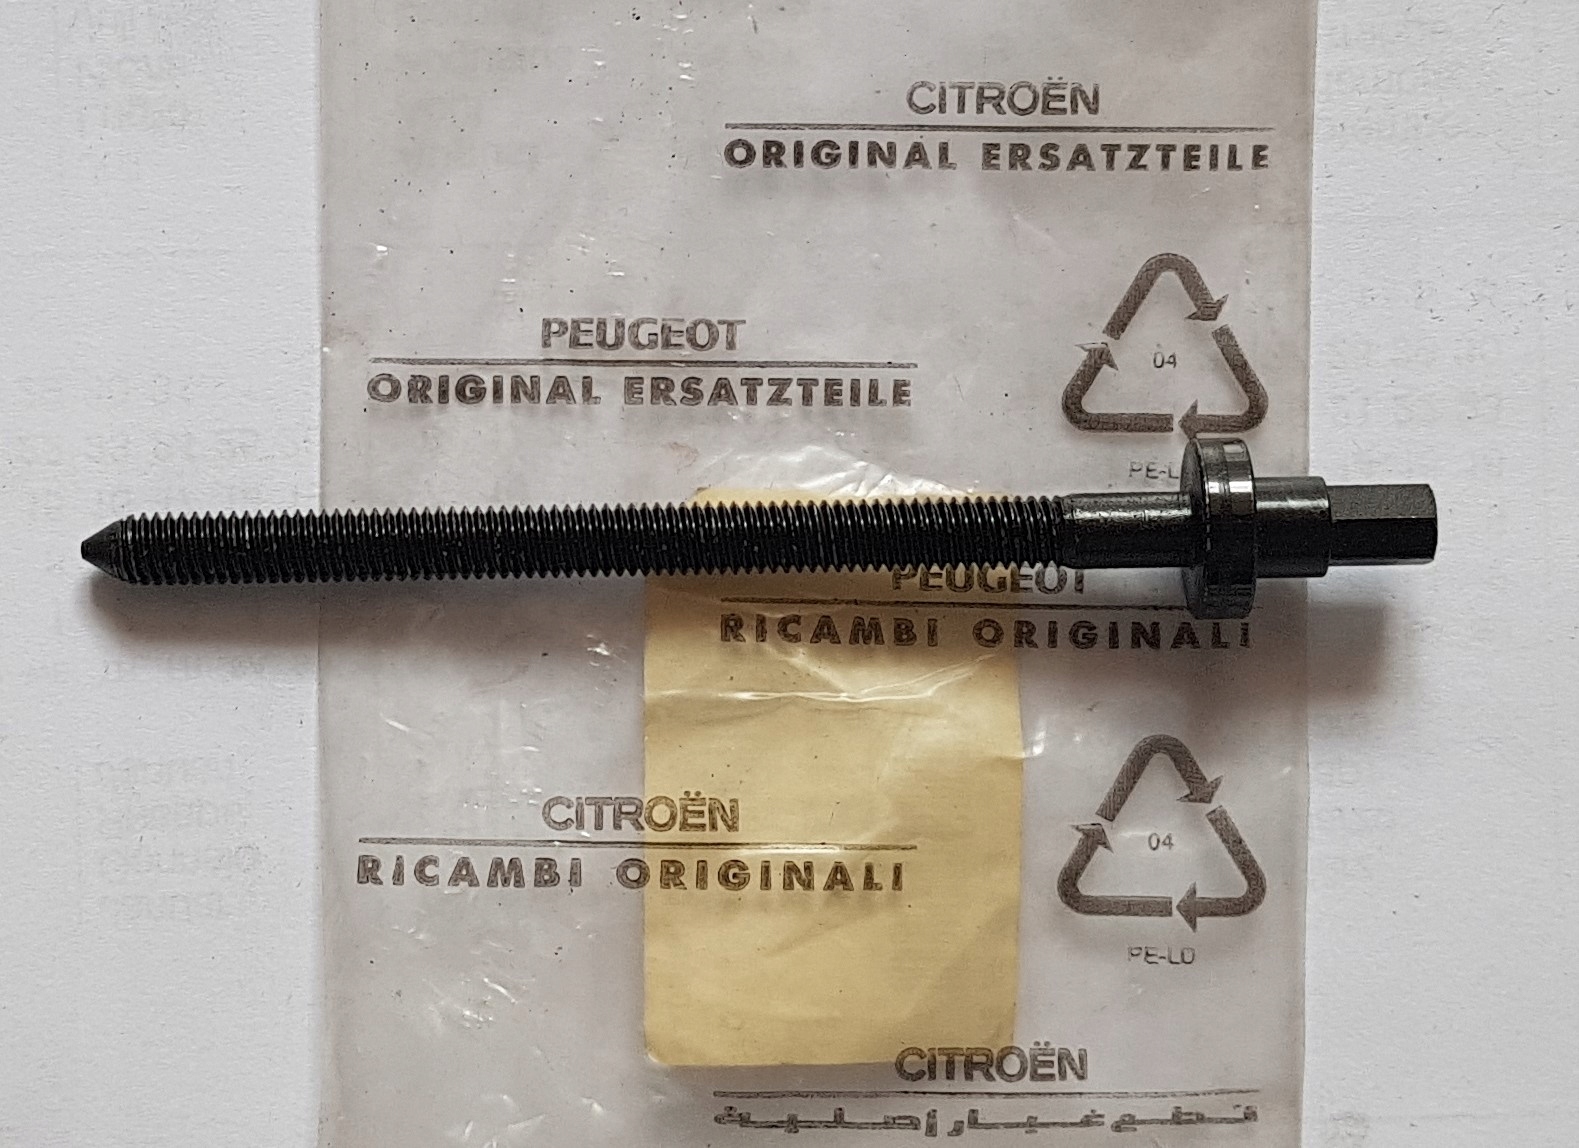 CITROËN
ORIGINAL ERSATZTEILE
04
PEUGEOT
ORIGINAL ERSATZTEILE
PE-L
PEUGEOT
RICAMBI ORIGINALI
04
CITROËN
RICAMBI ORIGINALI
PE-LD
CITROËN
قطع غيار أصلية